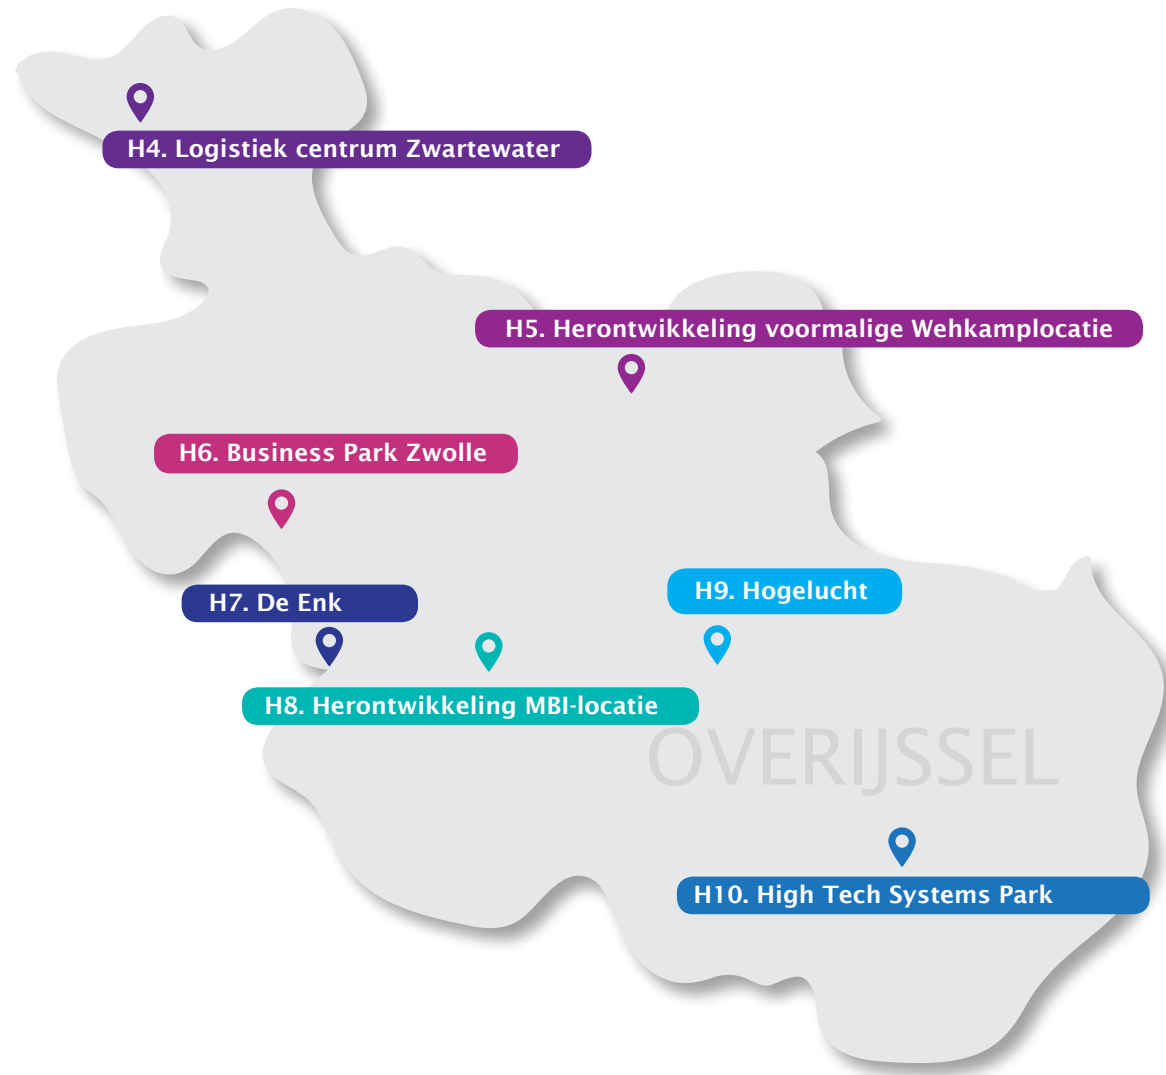 H4. Logistiek centrum Zwartewater
H5. Herontwikkeling voormalige Wehkamplocatie
H6. Business Park Zwolle
H9. Hogelucht
H7. De Enk
H8. Herontwikkeling MBI-locatie
OVERIJSSEL
H10. High Tech Systems Park